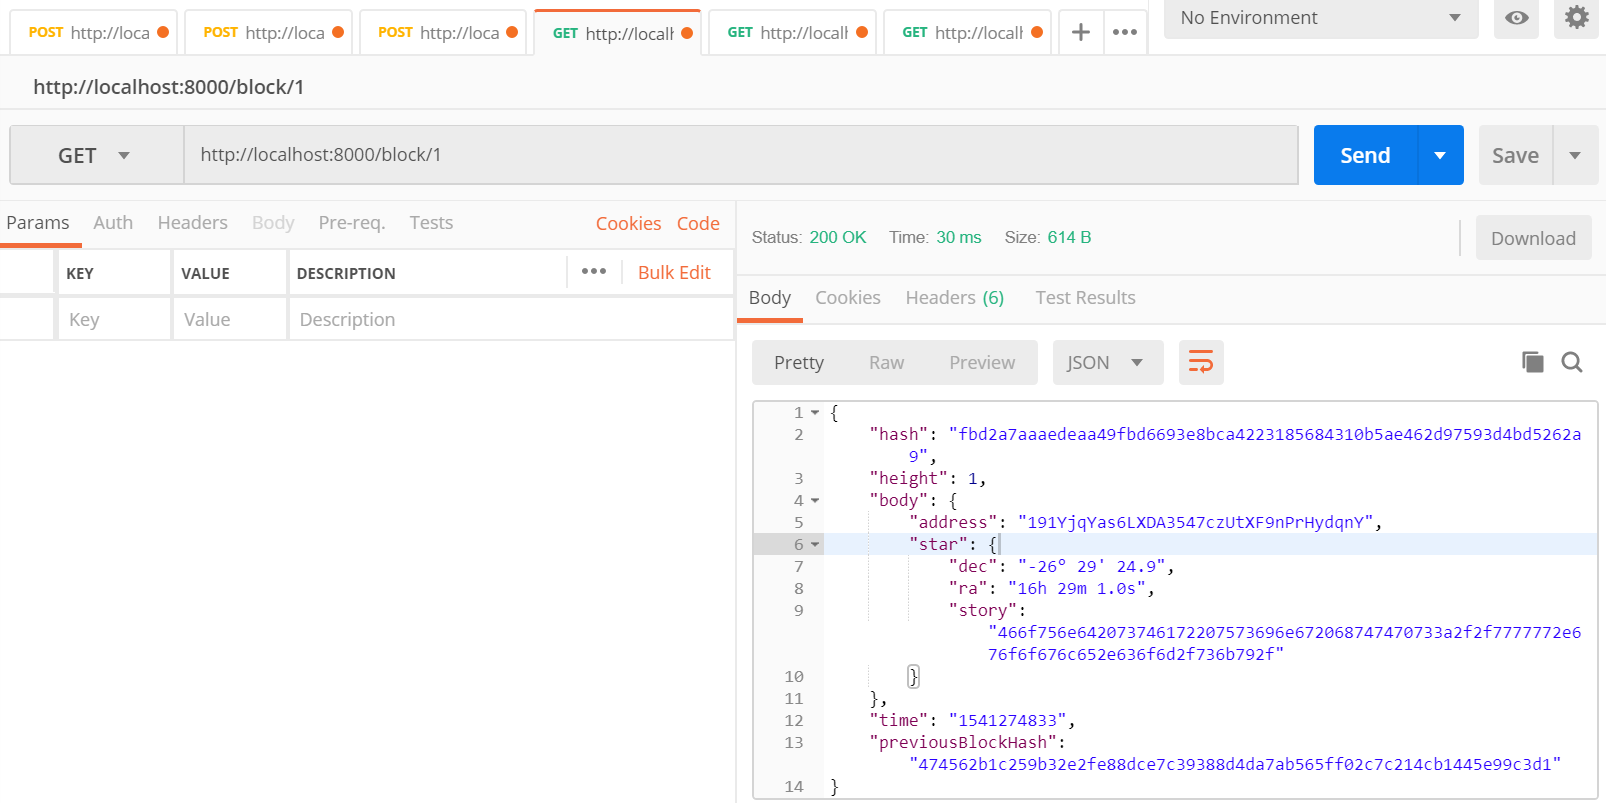 POST http://loca POST http://loca POST http://loca GET http://localh GET http://localh GET http://localh + ••• No Environment
http://localhost:8000/block/1
GET http://localhost:8000/block/1 Send Save
Params Auth Headers Body Pre-req. Tests Cookies Code
Status: 200 OK Time: 30 ms Size: 614 B Download
KEY VALUE DESCRIPTION ••• Bulk Edit
Key Value Description
Body Cookies Headers (6) Test Results
Pretty Raw Preview JSON
1 {
2 "hash": "fbd2a7aaaedeaa49fbd6693e8bca4223185684310b5ae462d97593d4bd5262a
9",
3 "height": 1,
4 "body": {
5 "address": "191YjqYas6LXDA3547czUtXF9nPrHydqnY",
6 "star": {
7 "dec": "-26° 29' 24.9",
8 "ra": "16h 29m 1.0s",
9 "story":
"466f756e642073746172207573696e672068747470733a2f2f7777772e6
76f6f676c652e636f6d2f736b792f"
10 }
11 },
12 "time": "1541274833",
13 "previousBlockHash":
"474562b1c259b32e2fe88dce7c39388d4da7ab565ff02c7c214cb1445e99c3d1"
14 }